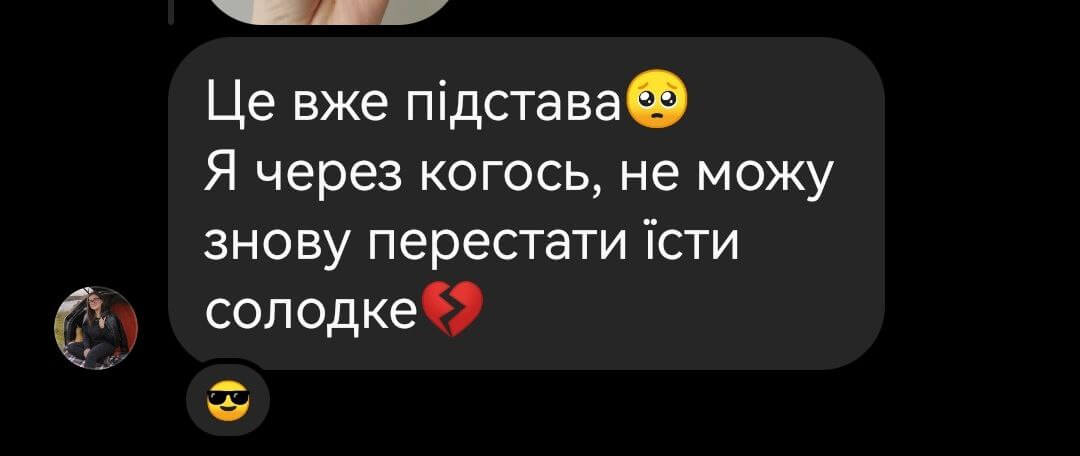 Це вже підстава🥺
Я через когось, не можу
знову перестати їсти
солодке💔
😎